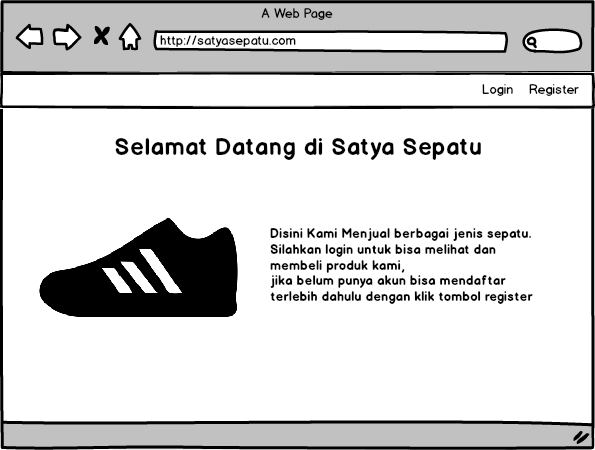 A Web Page
http://satyasepatu.com
Login Register
Selamat Datang di Satya Sepatu
Disini Kami Menjual berbagai jenis sepatu.
Silahkan login untuk bisa melihat dan
membeli produk kami,
jika belum punya akun bisa mendaftar
terlebih dahulu dengan klik tombol register